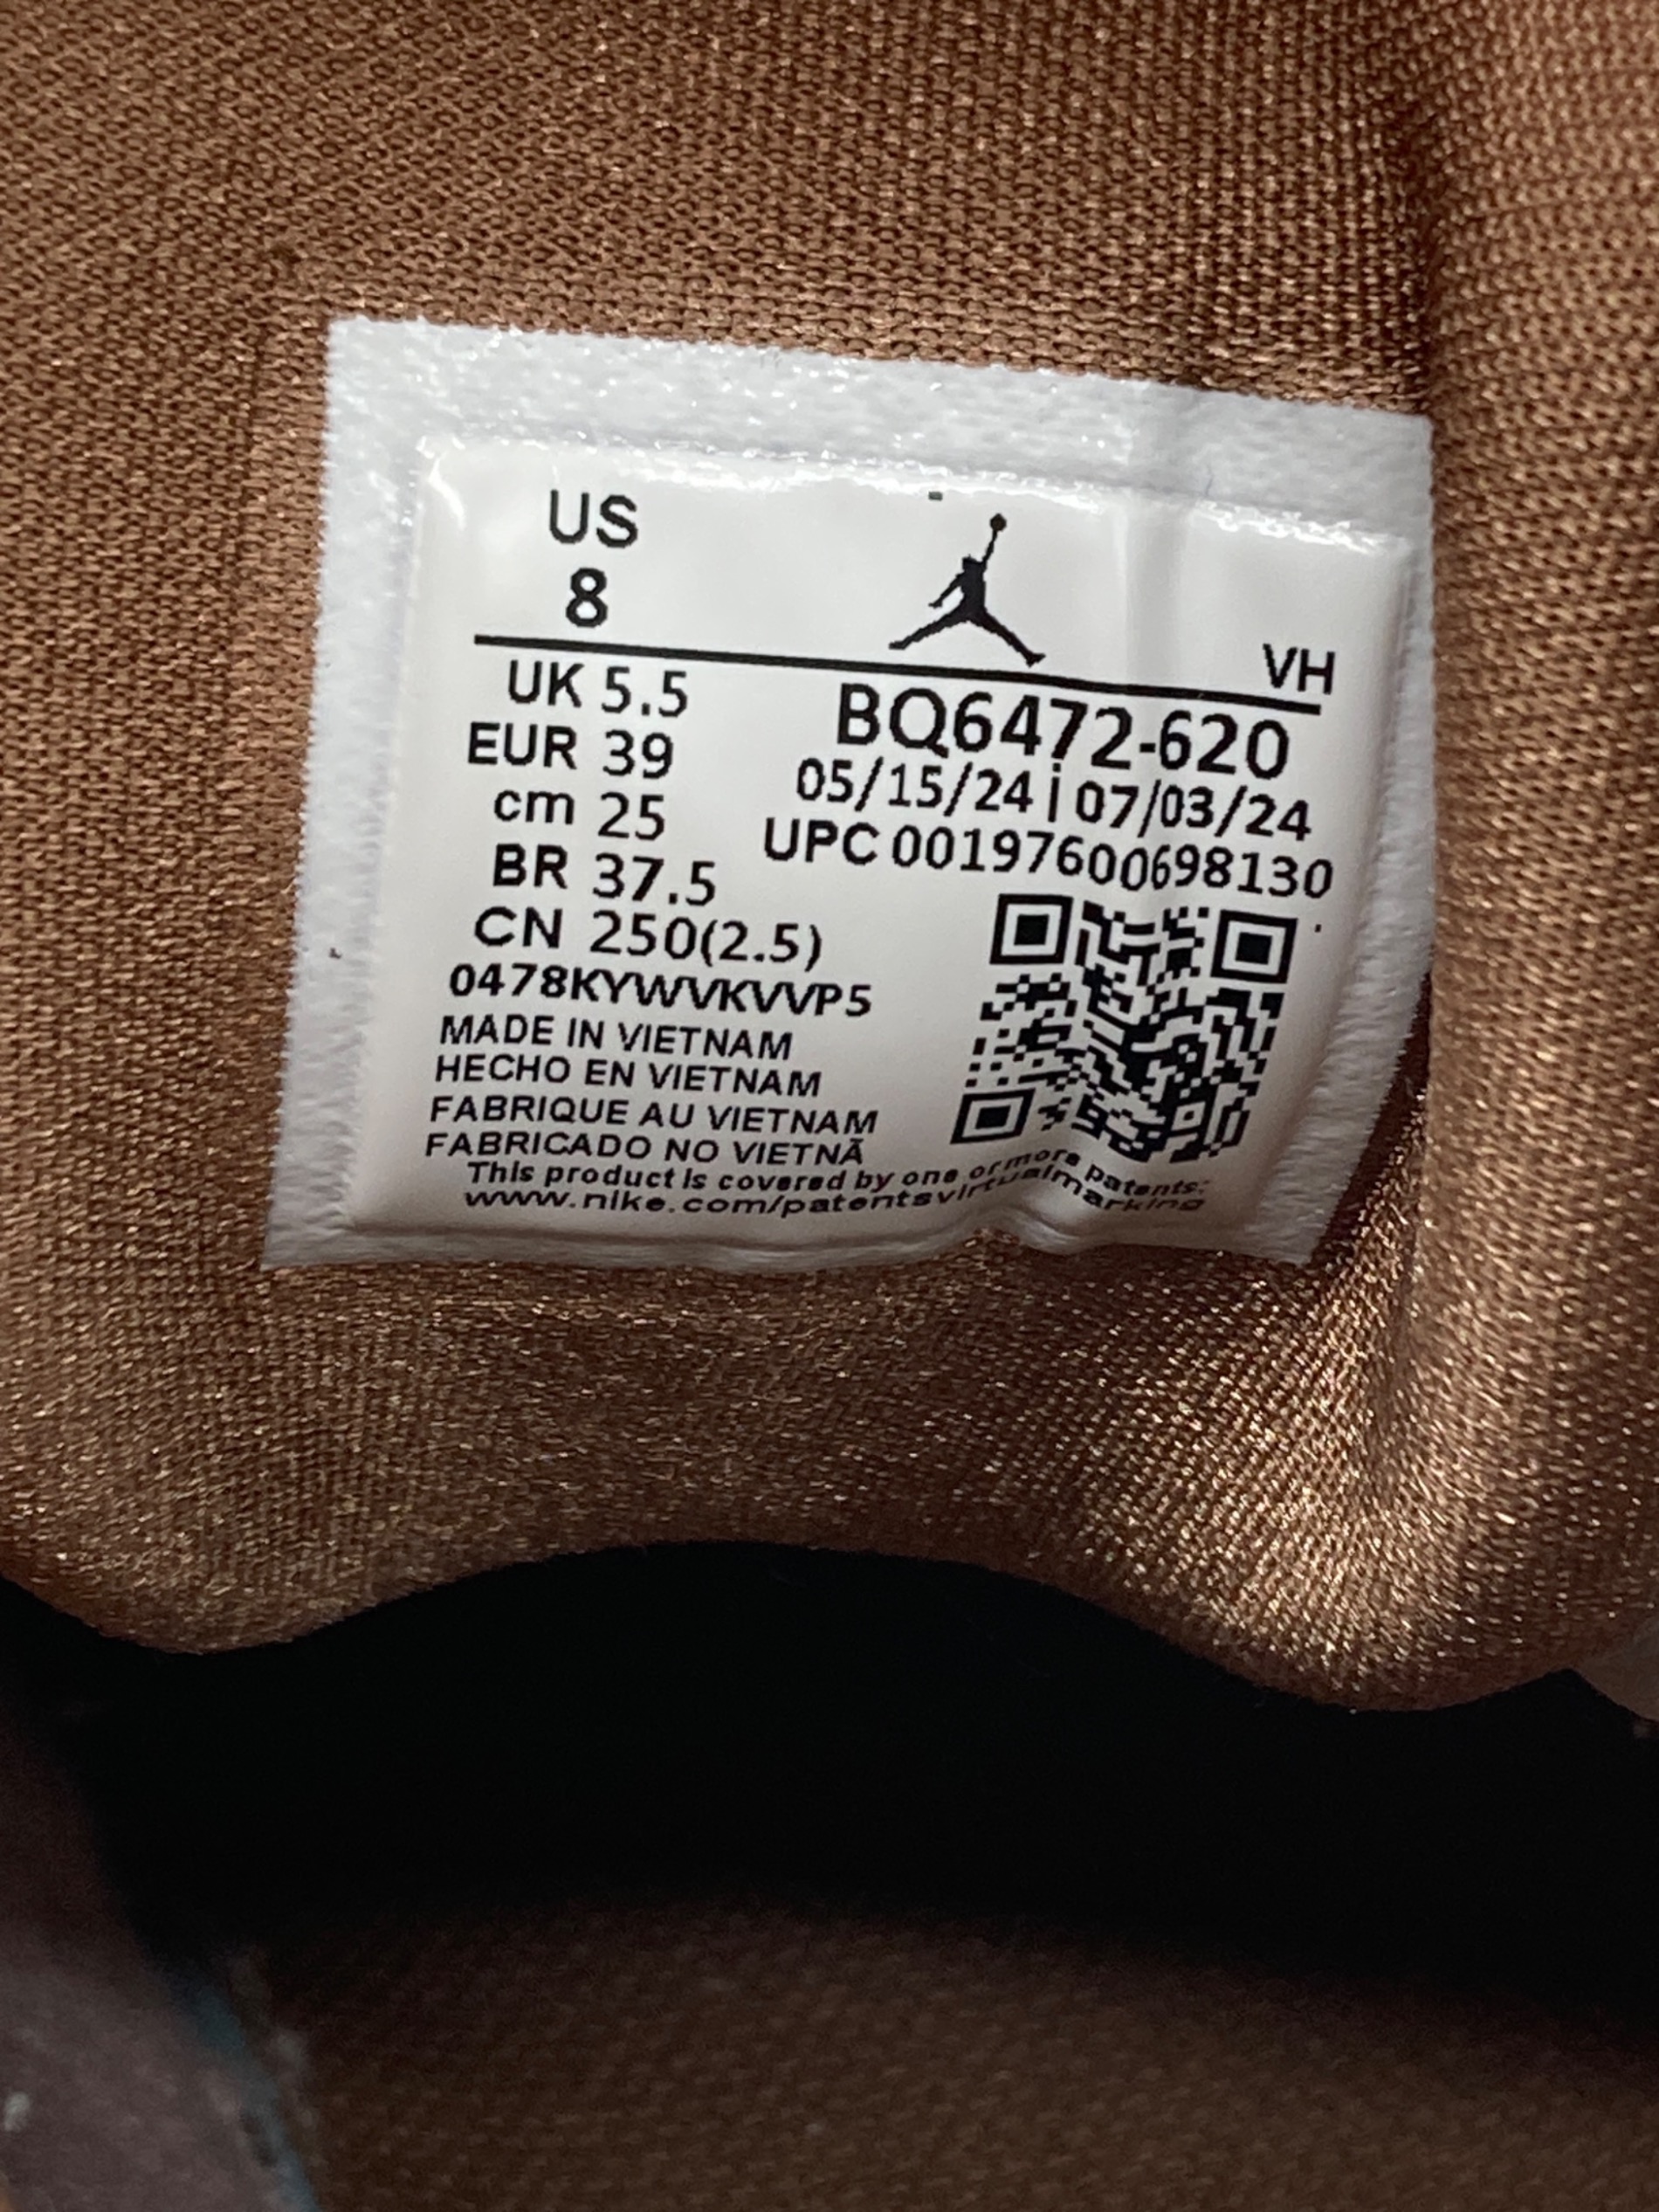 US
8
VH
UK 5.5
EUR 39
cm 25
BR 37.5
CN 250(2.5)
BQ6472-620
05/15/24 | 07/03/24
UPC 00197600698130
0478KYWVKVVP5
MADE IN VIETNAM
HECHO EN VIETNAM
FABRIQUE AU VIETNAM
FABRICADO NO VIETNÃ
This product is covered by one or more patents:
www.nike.com/patentsvirtualmarking